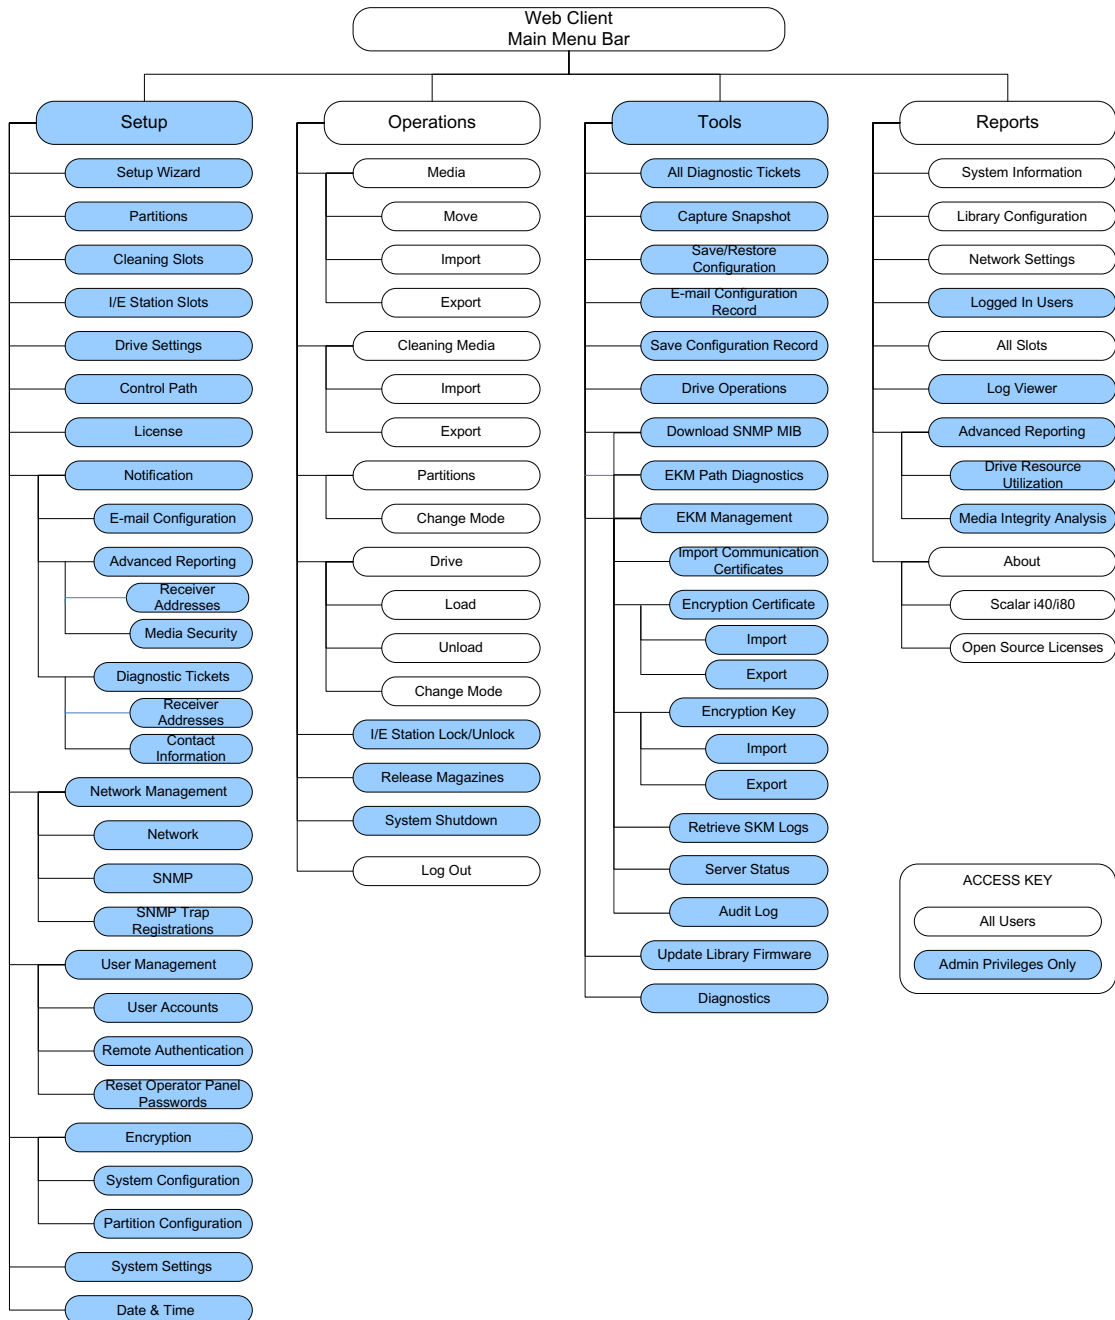 Web Client
Main Menu Bar
Setup
Setup Wizard
Partitions
Cleaning Slots
I/E Station Slots
Drive Settings
Control Path
License
Notification
E-mail Configuration
Advanced Reporting
Receiver
Addresses
Media Security
Diagnostic Tickets
Receiver
Addresses
Contact
Information
Network Management
Network
SNMP
SNMP Trap
Registrations
User Management
User Accounts
Remote Authentication
Reset Operator Panel
Passwords
Encryption
System Configuration
Partition Configuration
System Settings
Date & Time
Operations
Media
Move
Import
Export
Cleaning Media
Import
Export
Partitions
Change Mode
Drive
Load
Unload
Change Mode
I/E Station Lock/Unlock
Release Magazines
System Shutdown
Log Out
Tools
All Diagnostic Tickets
Capture Snapshot
Save/Restore
Configuration
E-mail Configuration
Record
Save Configuration Record
Drive Operations
Download SNMP MIB
EKM Path Diagnostics
EKM Management
Import Communication
Certificates
Encryption Certificate
Import
Export
Encryption Key
Import
Export
Retrieve SKM Logs
Server Status
Audit Log
Update Library Firmware
Diagnostics
Reports
System Information
Library Configuration
Network Settings
Logged In Users
All Slots
Log Viewer
Advanced Reporting
Drive Resource
Utilization
Media Integrity Analysis
About
Scalar i40/i80
Open Source Licenses
ACCESS KEY
All Users
Admin Privileges Only